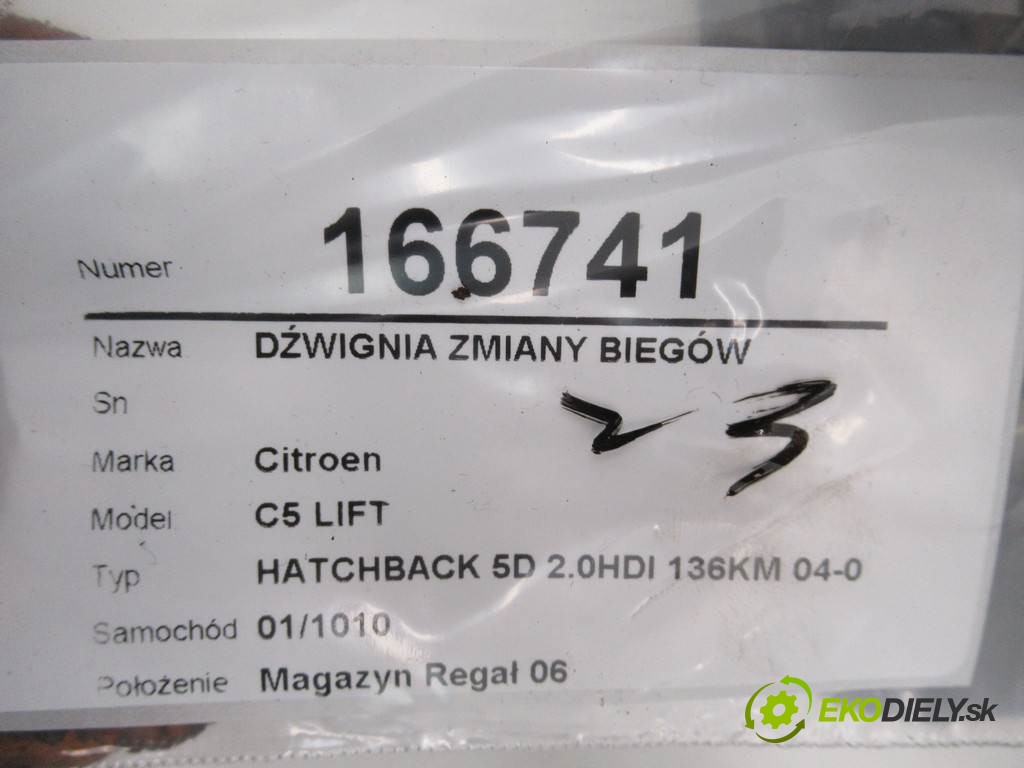 Numer 166741
Nazwa DŹWIGNIA ZMIANY BIEGÓW
Sn
23
Marka Citroen
Model C5 LIFT
Typ HATCHBACK 5D 2.0HDI 136KM 04-0
Samochód 01/1010
Położenie Magazyn Regał 06
EKODIELY.sk